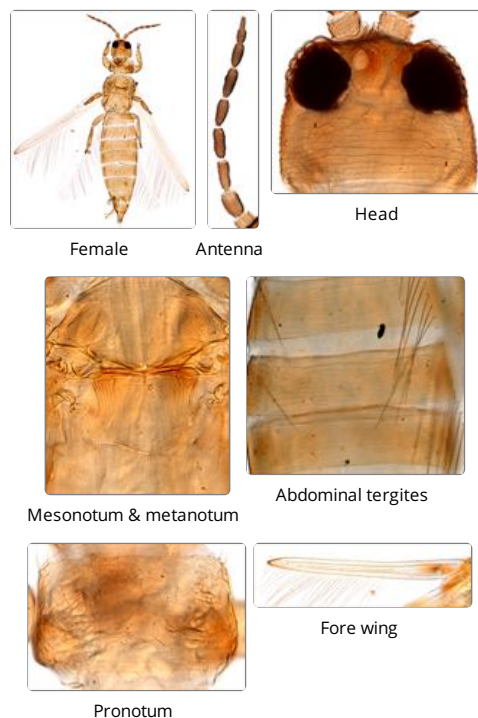 Female
Antenna
Head
Mesonotum & metanotum
Abdominal tergites
Pronotum
Fore wing